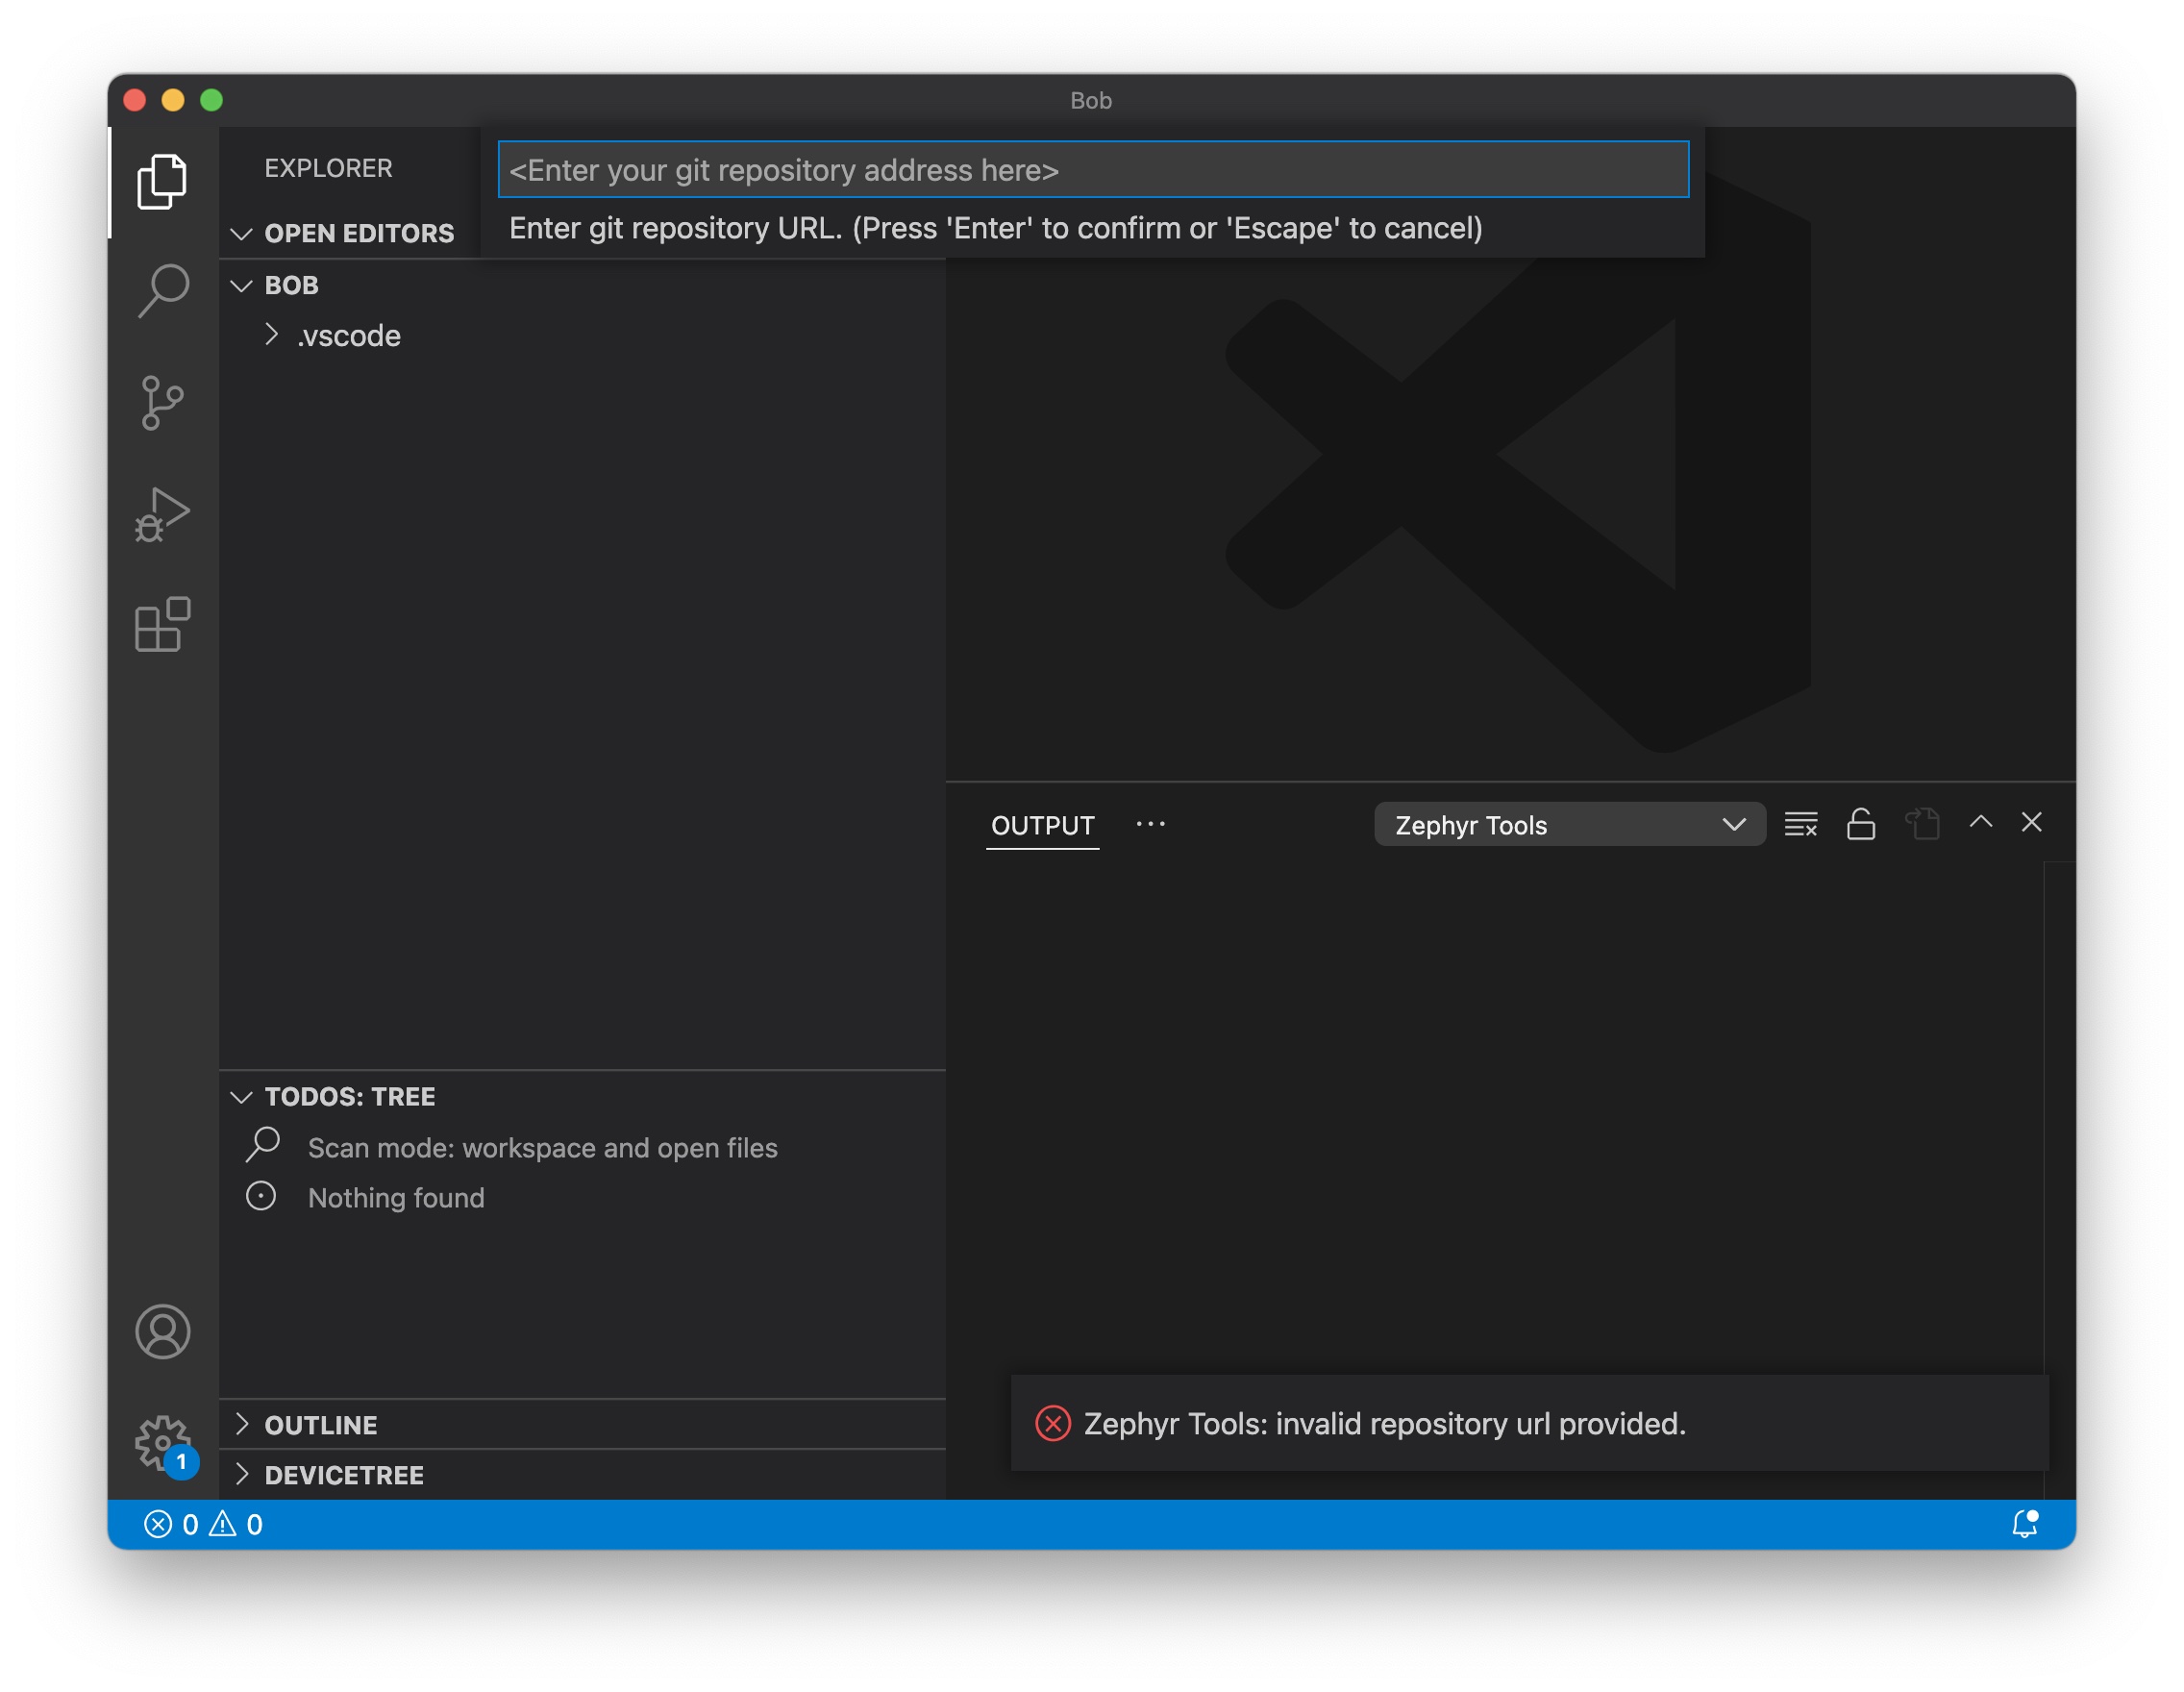 Bob
EXPLORER
<Enter your git repository address here>
Enter git repository URL. (Press 'Enter' to confirm or 'Escape' to cancel)
OPEN EDITORS
BOB
.vscode
OUTPUT
Zephyr Tools
TODOS: TREE
Scan mode: workspace and open files
Nothing found
OUTLINE
DEVICETREE
Zephyr Tools: invalid repository url provided.
1
0 0